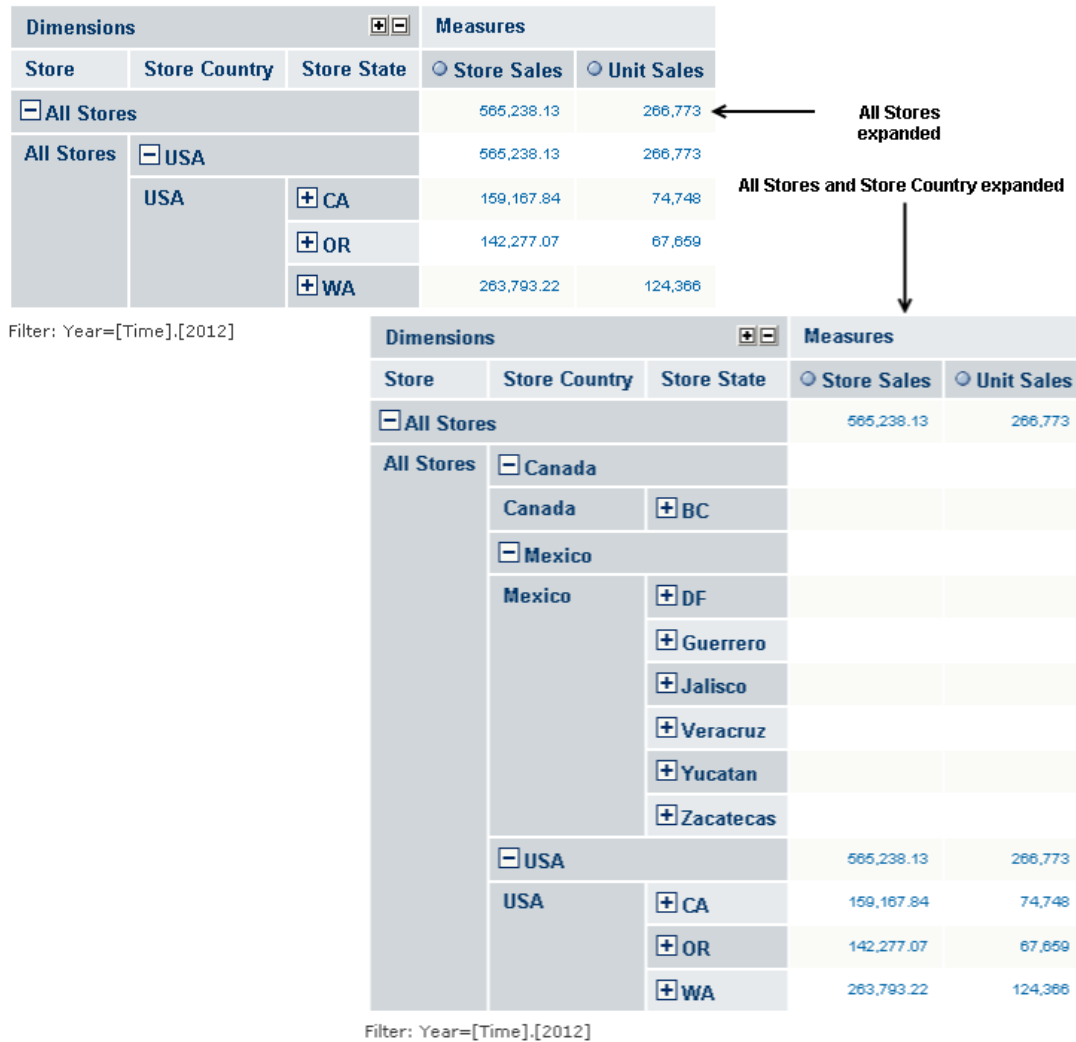 Dimensions Measures
Store Store Country Store State Store Sales Unit Sales
All Stores 565,238.13 266,773
All Stores USA 565,238.13 266,773
USA CA 159,167.84 74,748
OR 142,277.07 67,659
WA 263,793.22 124,366
Filter: Year=[Time].[2012]
All Stores
expanded
All Stores and Store Country expanded
Dimensions Measures
Store Store Country Store State Store Sales Unit Sales
All Stores 565,238.13 266,773
All Stores Canada
Canada BC
Mexico
Mexico DF
Guerrero
Jalisco
Veracruz
Yucatan
Zacatecas
USA 565,238.13 266,773
USA CA 159,167.84 74,748
OR 142,277.07 67,659
WA 263,793.22 124,366
Filter: Year=[Time].[2012]